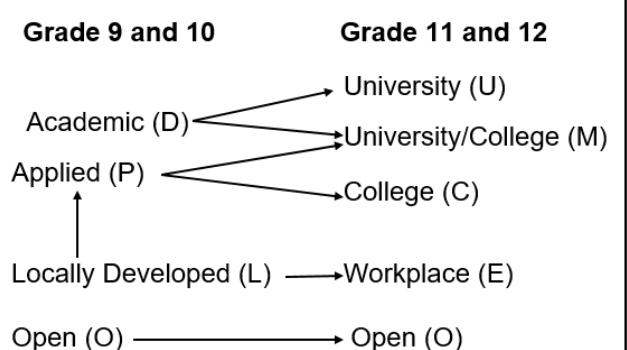 Grade 9 and 10 Grade 11 and 12
University (U)
Academic (D)
University/College (M)
Applied (P)
College (C)
Locally Developed (L) Workplace (E)
Open (O) Open (O)